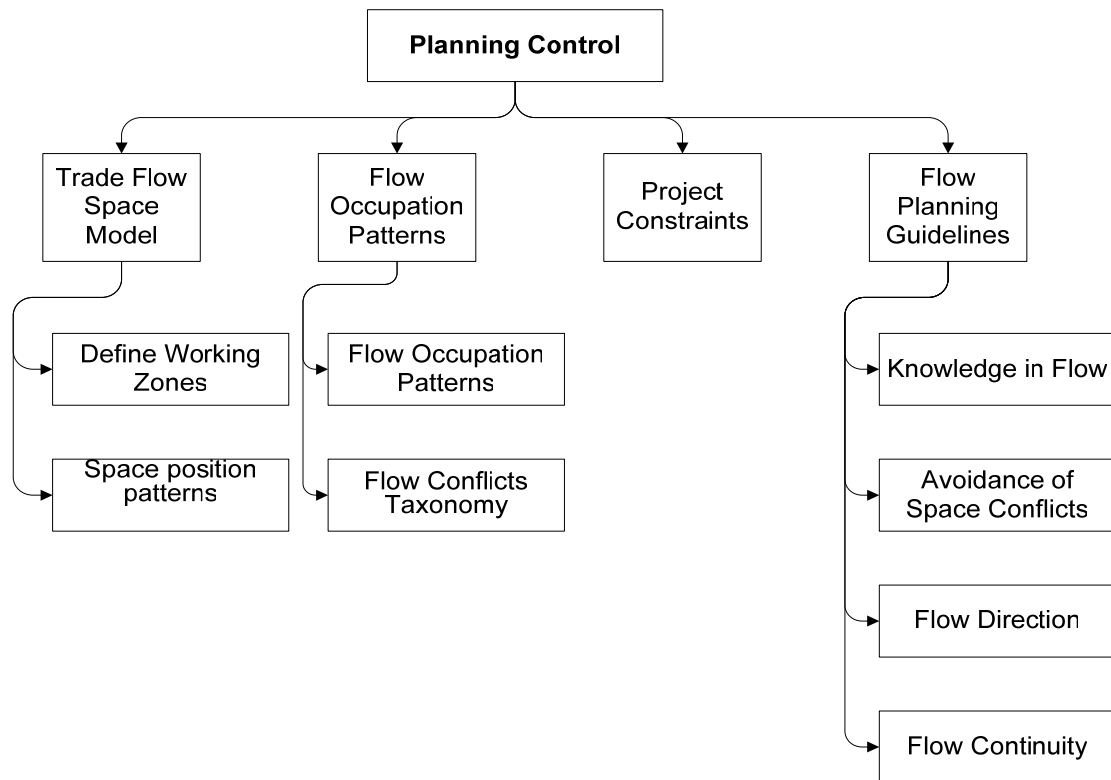 Planning Control
Trade Flow
Space
Model
Flow
Occupation
Patterns
Project
Constraints
Flow
Planning
Guidelines
Define Working
Zones
Space position
patterns
Flow Occupation
Patterns
Flow Conflicts
Taxonomy
Knowledge in Flow
Avoidance of
Space Conflicts
Flow Direction
Flow Continuity